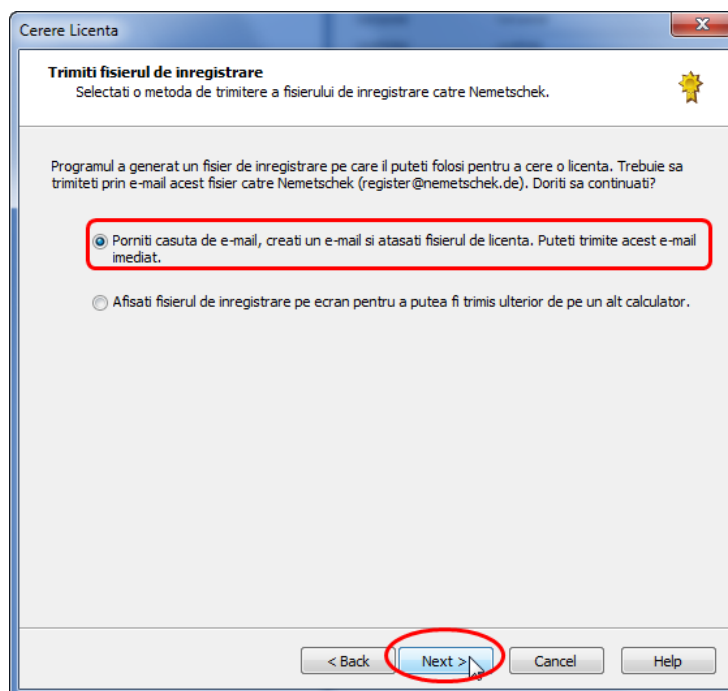 Cerere Licenta
Trimiti fisierul de inregistrare
Selectati o metoda de trimitere a fisierului de inregistrare catre Nemetschek.
Programul a generat un fisier de inregistrare pe care il puteti folosi pentru a cere o licenta. Trebuie sa
trimiteti prin e-mail acest fisier catre Nemetschek (register@nemetschek.de). Doriti sa continuati?
Porniti casuta de e-mail, creati un e-mail si atasati fisierul de licenta. Puteti trimite acest e-mail
imediat.
Afisati fisierul de inregistrare pe ecran pentru a putea fi trimis ulterior de pe un alt calculator.
< Back Next > Cancel Help